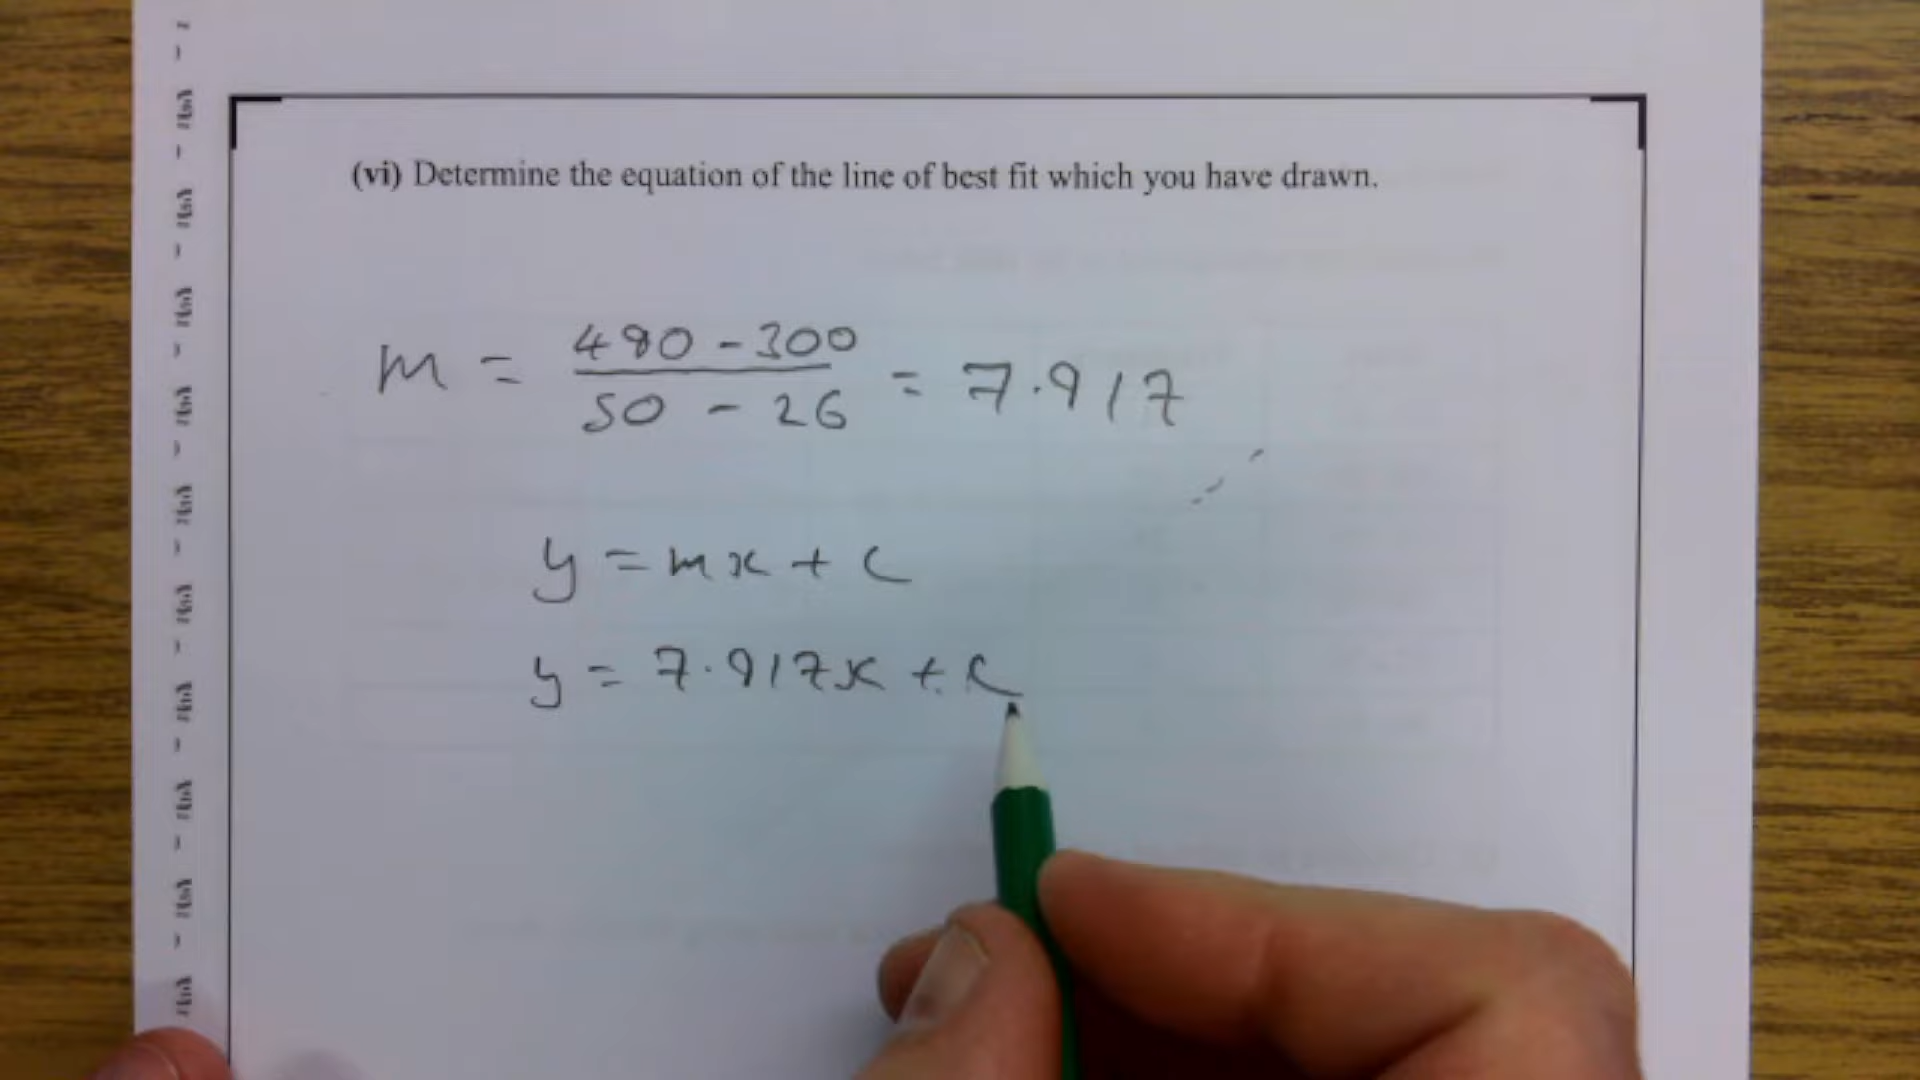 (vi) Determine the equation of the line of best fit which you have drawn.
m = 490 - 300 / 50 - 26 = 7.917
y = mx + c
y = 7.917x + c